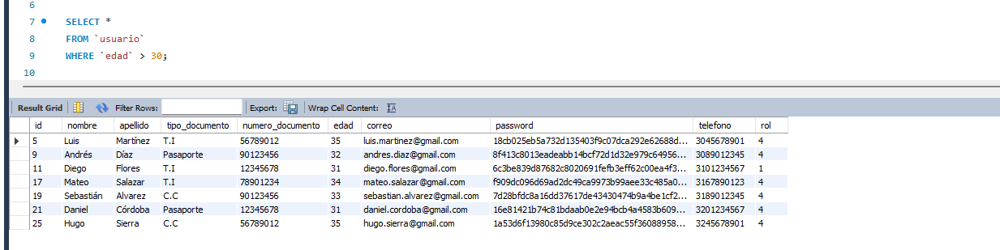 6
7 SELECT *
8 FROM `usuario`
9 WHERE `edad` > 30;
10
Result Grid Filter Rows: Export: Wrap Cell Content: IA
id nombre apellido tipo_documento numero_documento edad correo password telefono rol
5 Luis Martínez T.I 56789012 35 luis.martinez@gmail.com 18cb025eb5a732d135403f9c07dca292e62688d... 3045678901 4
9 Andrés Díaz Pasaporte 90123456 32 andres.diaz@gmail.com 8f413c8013eadeabb14bcf72d1d32e979c64956... 3089012345 4
11 Diego Flores T.I 12345678 31 diego.flores@gmail.com 6c3be839d87682c8020691fefb3eff62c00ea4f3... 3101234567 1
17 Mateo Salazar T.I 78901234 34 mateo.salazar@gmail.com f909dc096d69ad2dc49ca9973b99aee33c485a0... 3167890123 4
19 Sebastián Alvarez C.C 90123456 33 sebastian.alvarez@gmail.com 7d28bfdc8a16dd37617de43430474b9a4be1cf2... 3189012345 4
21 Daniel Córdoba Pasaporte 12345678 31 daniel.cordoba@gmail.com 16e81421b74c81bdaab0e2e94bcb4a4583b609... 3201234567 4
25 Hugo Sierra C.C 56789012 35 hugo.sierra@gmail.com 1a53d6f13980c85d9ce302c2aeac55f36088958... 3245678901 4